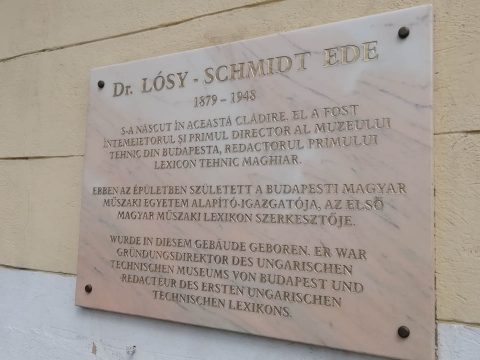 Dr. LÓSY - SCHMIDT EDE
1879 - 1948
S-A NĂSCUT ÎN ACEASTĂ CLĂDIRE. EL A FOST
ÎNTEMEIETORUL ȘI PRIMUL DIRECTOR AL MUZEULUI
TEHNIC DIN BUDAPESTA, REDACTORUL PRIMULUI
LEXICON TEHNIC MAGHIAR.
EBBEN AZ ÉPÜLETBEN SZÜLETETT A BUDAPESTI MAGYAR
MŰSZAKI EGYETEM ALAPÍTÓ-IGAZGATÓJA, AZ ELSŐ
MAGYAR MŰSZAKI LEXIKON SZERKESZTŐJE.
WURDE IN DIESEM GEBÄUDE GEBOREN. ER WAR
GRÜNDUNGSDIREKTOR DES UNGARISCHEN
TECHNISCHEN MUSEUMS VON BUDAPEST UND
REDACTEUR DES ERSTEN UNGARISCHEN
TECHNISCHEN LEXIKONS.